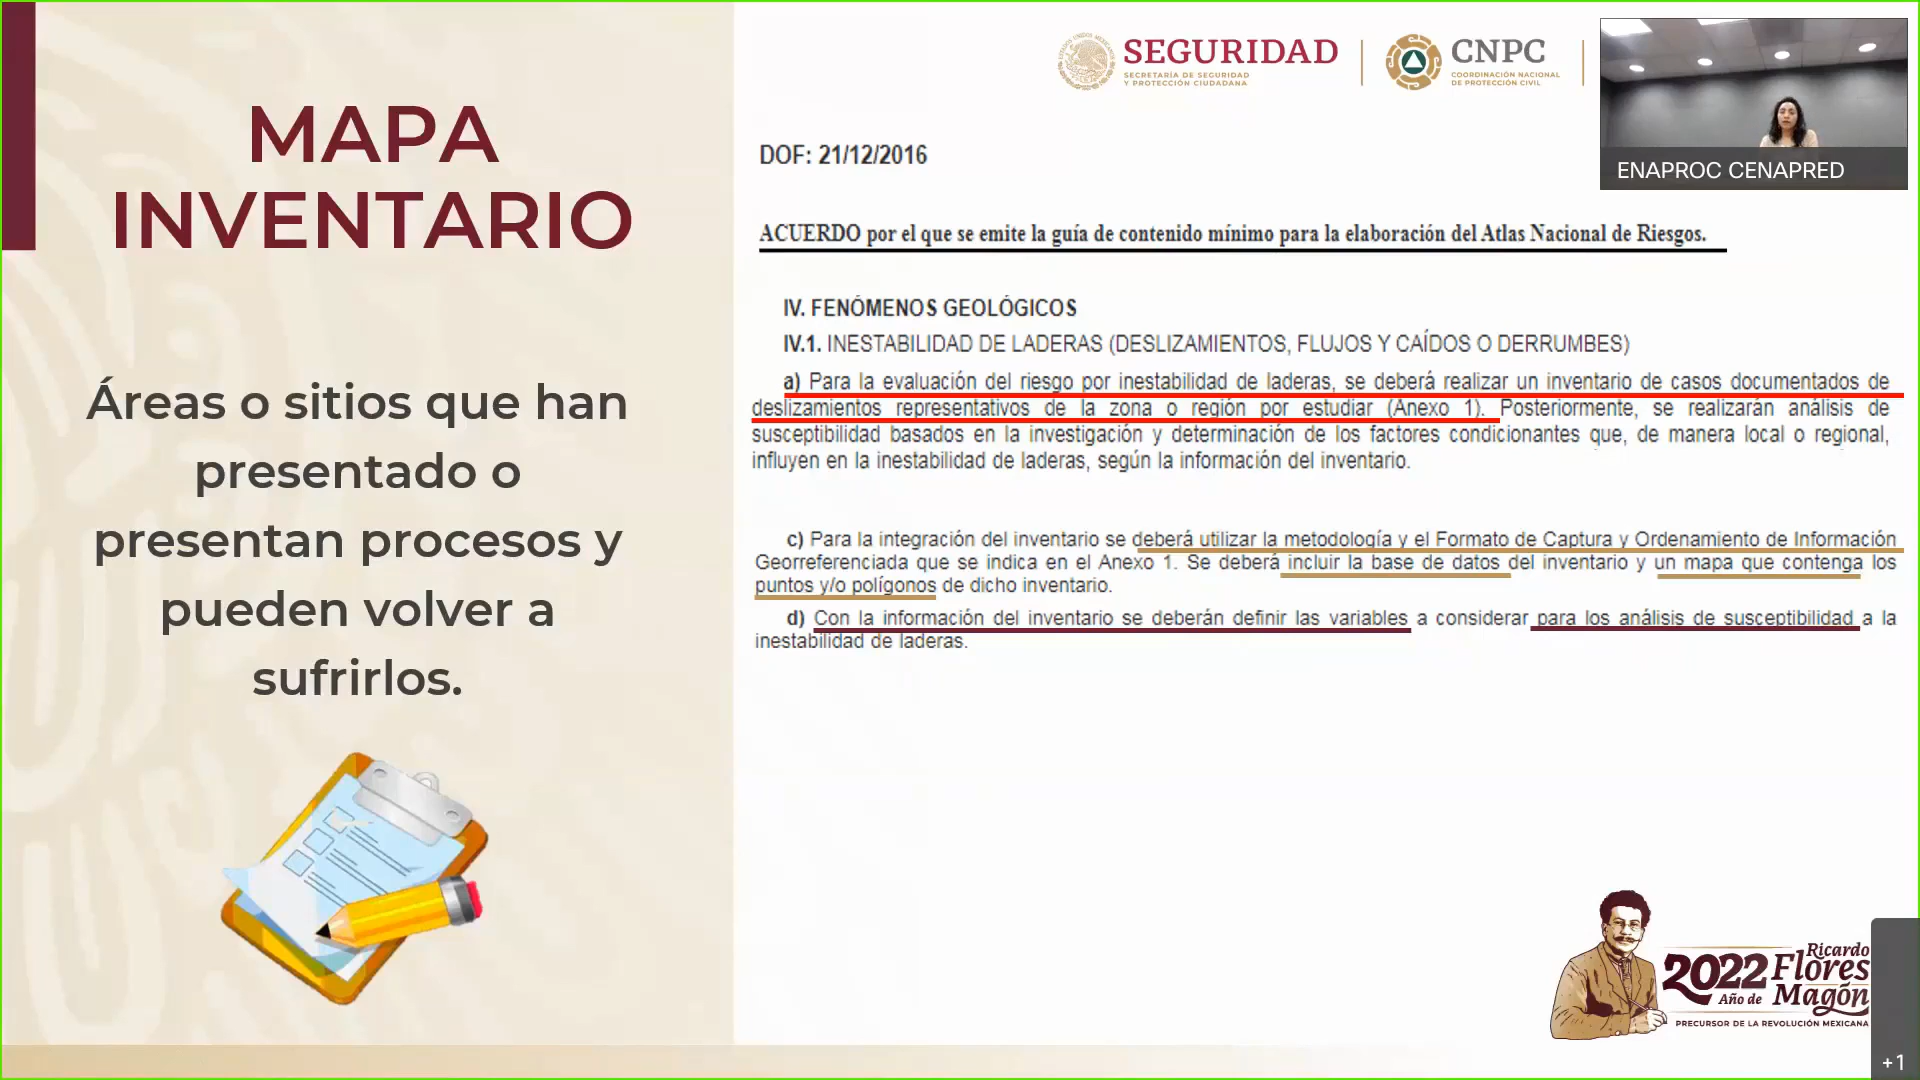 MAPA
INVENTARIO
Áreas o sitios que han
presentado o
presentan procesos y
pueden volver a
sufrirlos.
SEGURIDAD
SECRETARÍA DE SEGURIDAD
Y PROTECCIÓN CIUDADANA
CNPC
COORDINACIÓN NACIONAL
DE PROTECCIÓN CIVIL
ENAPROC CENAPRED
DOF: 21/12/2016
ACUERDO por el que se emite la guía de contenido mínimo para la elaboración del Atlas Nacional de Riesgos.
IV. FENÓMENOS GEOLÓGICOS
IV.1. INESTABILIDAD DE LADERAS (DESLIZAMIENTOS, FLUJOS Y CAÍDOS O DERRUMBES)
a) Para la evaluación del riesgo por inestabilidad de laderas, se deberá realizar un inventario de casos documentados de
deslizamientos representativos de la zona o región por estudiar (Anexo 1). Posteriormente, se realizarán análisis de
susceptibilidad basados en la investigación y determinación de los factores condicionantes que, de manera local o regional,
influyen en la inestabilidad de laderas, según la información del inventario.
c) Para la integración del inventario se deberá utilizar la metodología y el Formato de Captura y Ordenamiento de Información
Georreferenciada que se indica en el Anexo 1. Se deberá incluir la base de datos del inventario y un mapa que contenga los
puntos y/o polígonos de dicho inventario.
d) Con la información del inventario se deberán definir las variables a considerar para los análisis de susceptibilidad a la
inestabilidad de laderas.
2022 Ricardo
Flores
Año de Magón
PRECURSOR DE LA REVOLUCIÓN MEXICANA
+1